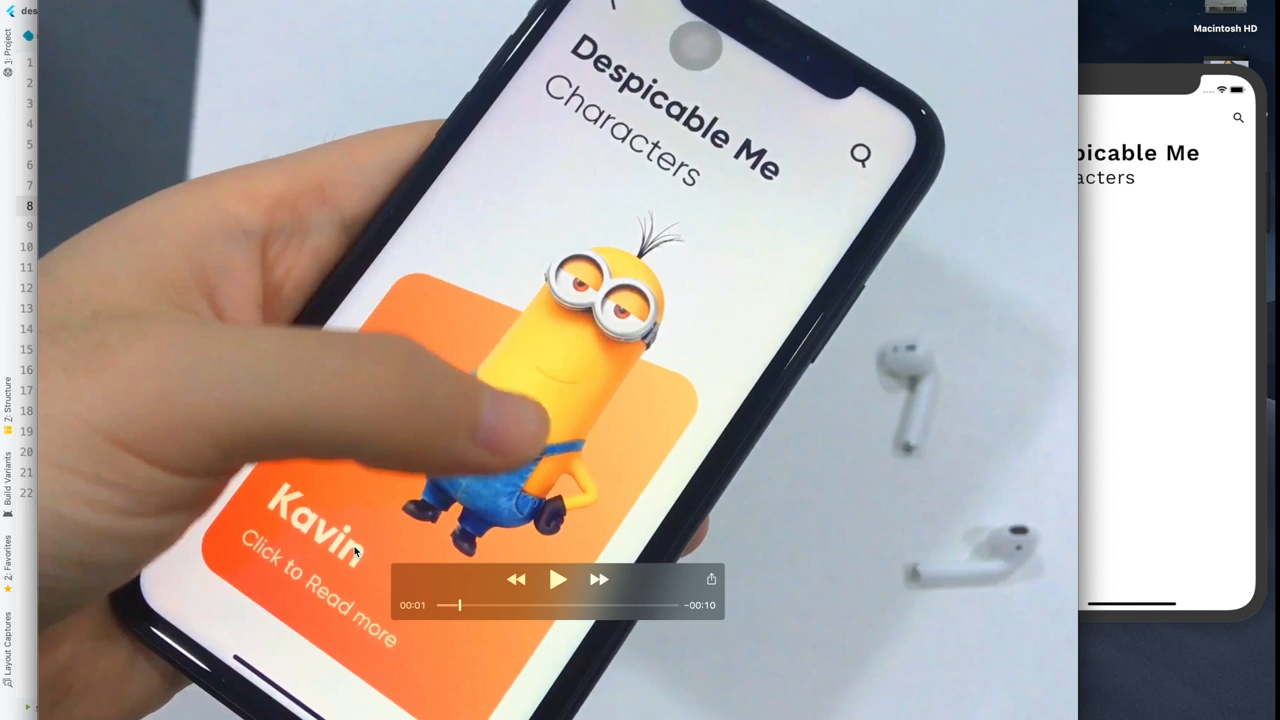 des
1: Project
1
2
3
4
5
6
7
8
9
10
11
12
13
14
15
16
17
18
19
20
21
22
Z: Structure
Build Variants
2: Favorites
Layout Captures
Despicable Me
Characters
Kavin
Click to Read more
00:01
-00:10
Macintosh HD
picable Me
acters